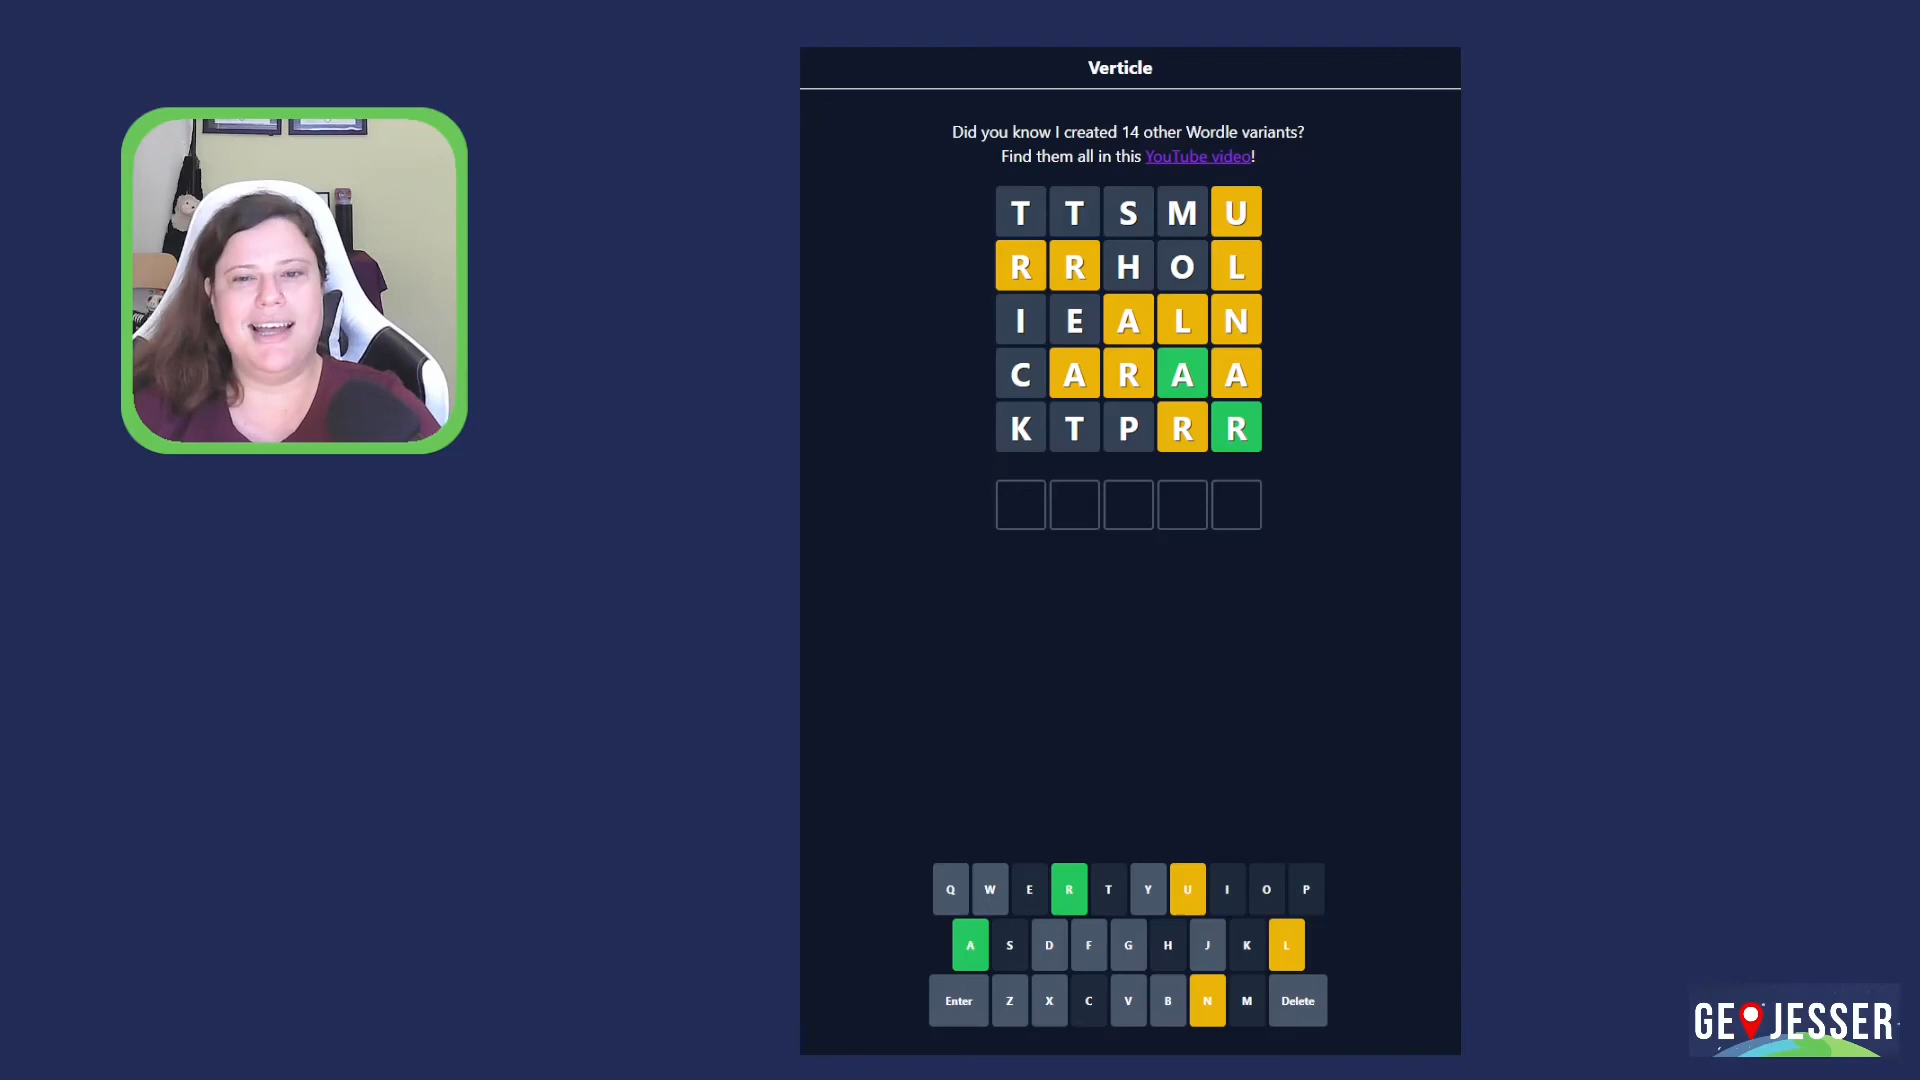 Verticle
Did you know I created 14 other Wordle variants?
Find them all in this YouTube video!
T T S M U
R R H O L
I E A L N
C A R A A
K T P R R
Q W E R T Y U I O P
A S D F G H J K L
Enter Z X C V B N M Delete
GEOJESSER